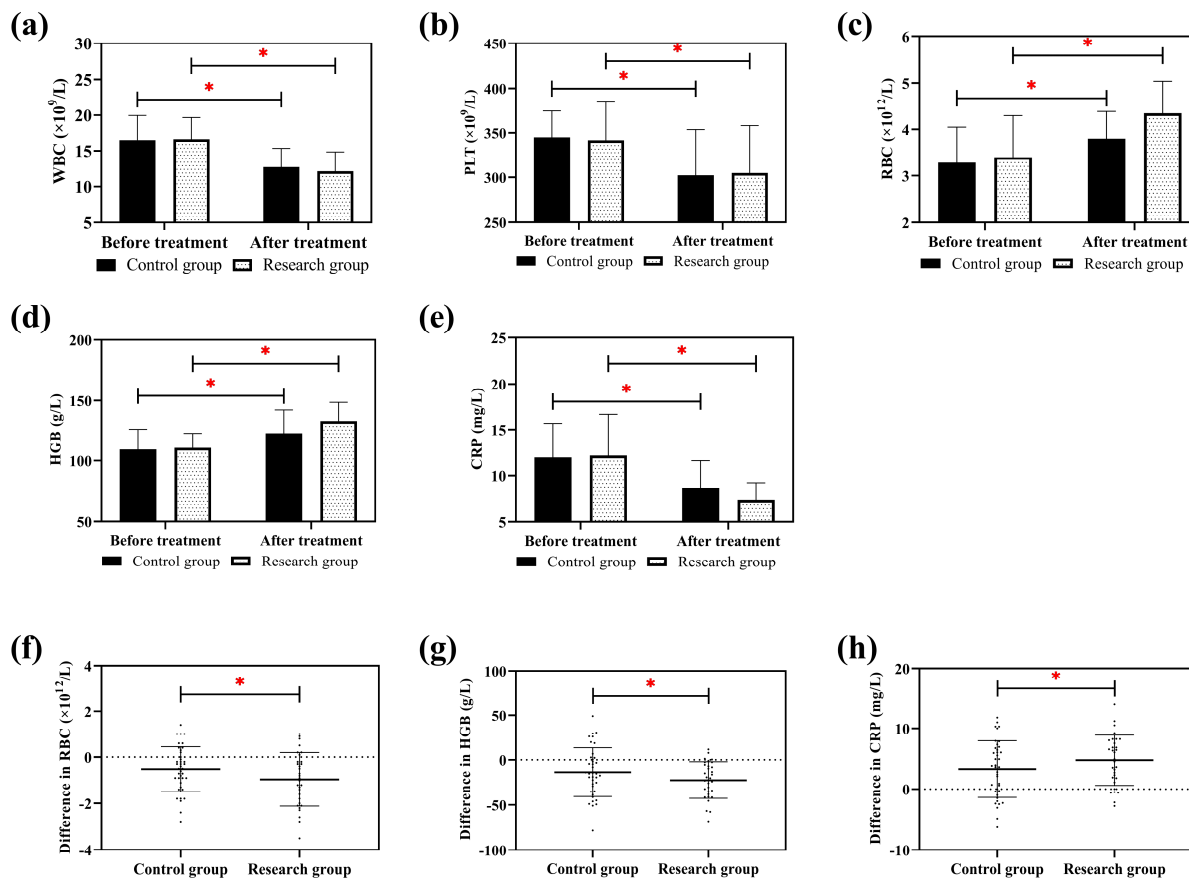 (a)
30
25
20
15
10
5
WBC (×10⁹/L)
*
*
Before treatment After treatment
Control group Research group
(b)
450
400
350
300
250
PLT (×10⁹/L)
*
*
Before treatment After treatment
Control group Research group
(c)
6
5
4
3
2
RBC (×10¹²/L)
*
*
Before treatment After treatment
Control group Research group
(d)
200
150
100
50
HGB (g/L)
*
*
Before treatment After treatment
Control group Research group
(e)
25
20
15
10
5
CRP (mg/L)
*
*
Before treatment After treatment
Control group Research group
(f)
4
2
0
-2
-4
Difference in RBC (×10¹²/L)
*
Control group Research group
(g)
100
50
0
-50
-100
Difference in HGB (g/L)
*
Control group Research group
(h)
20
10
0
-10
Difference in CRP (mg/L)
*
Control group Research group